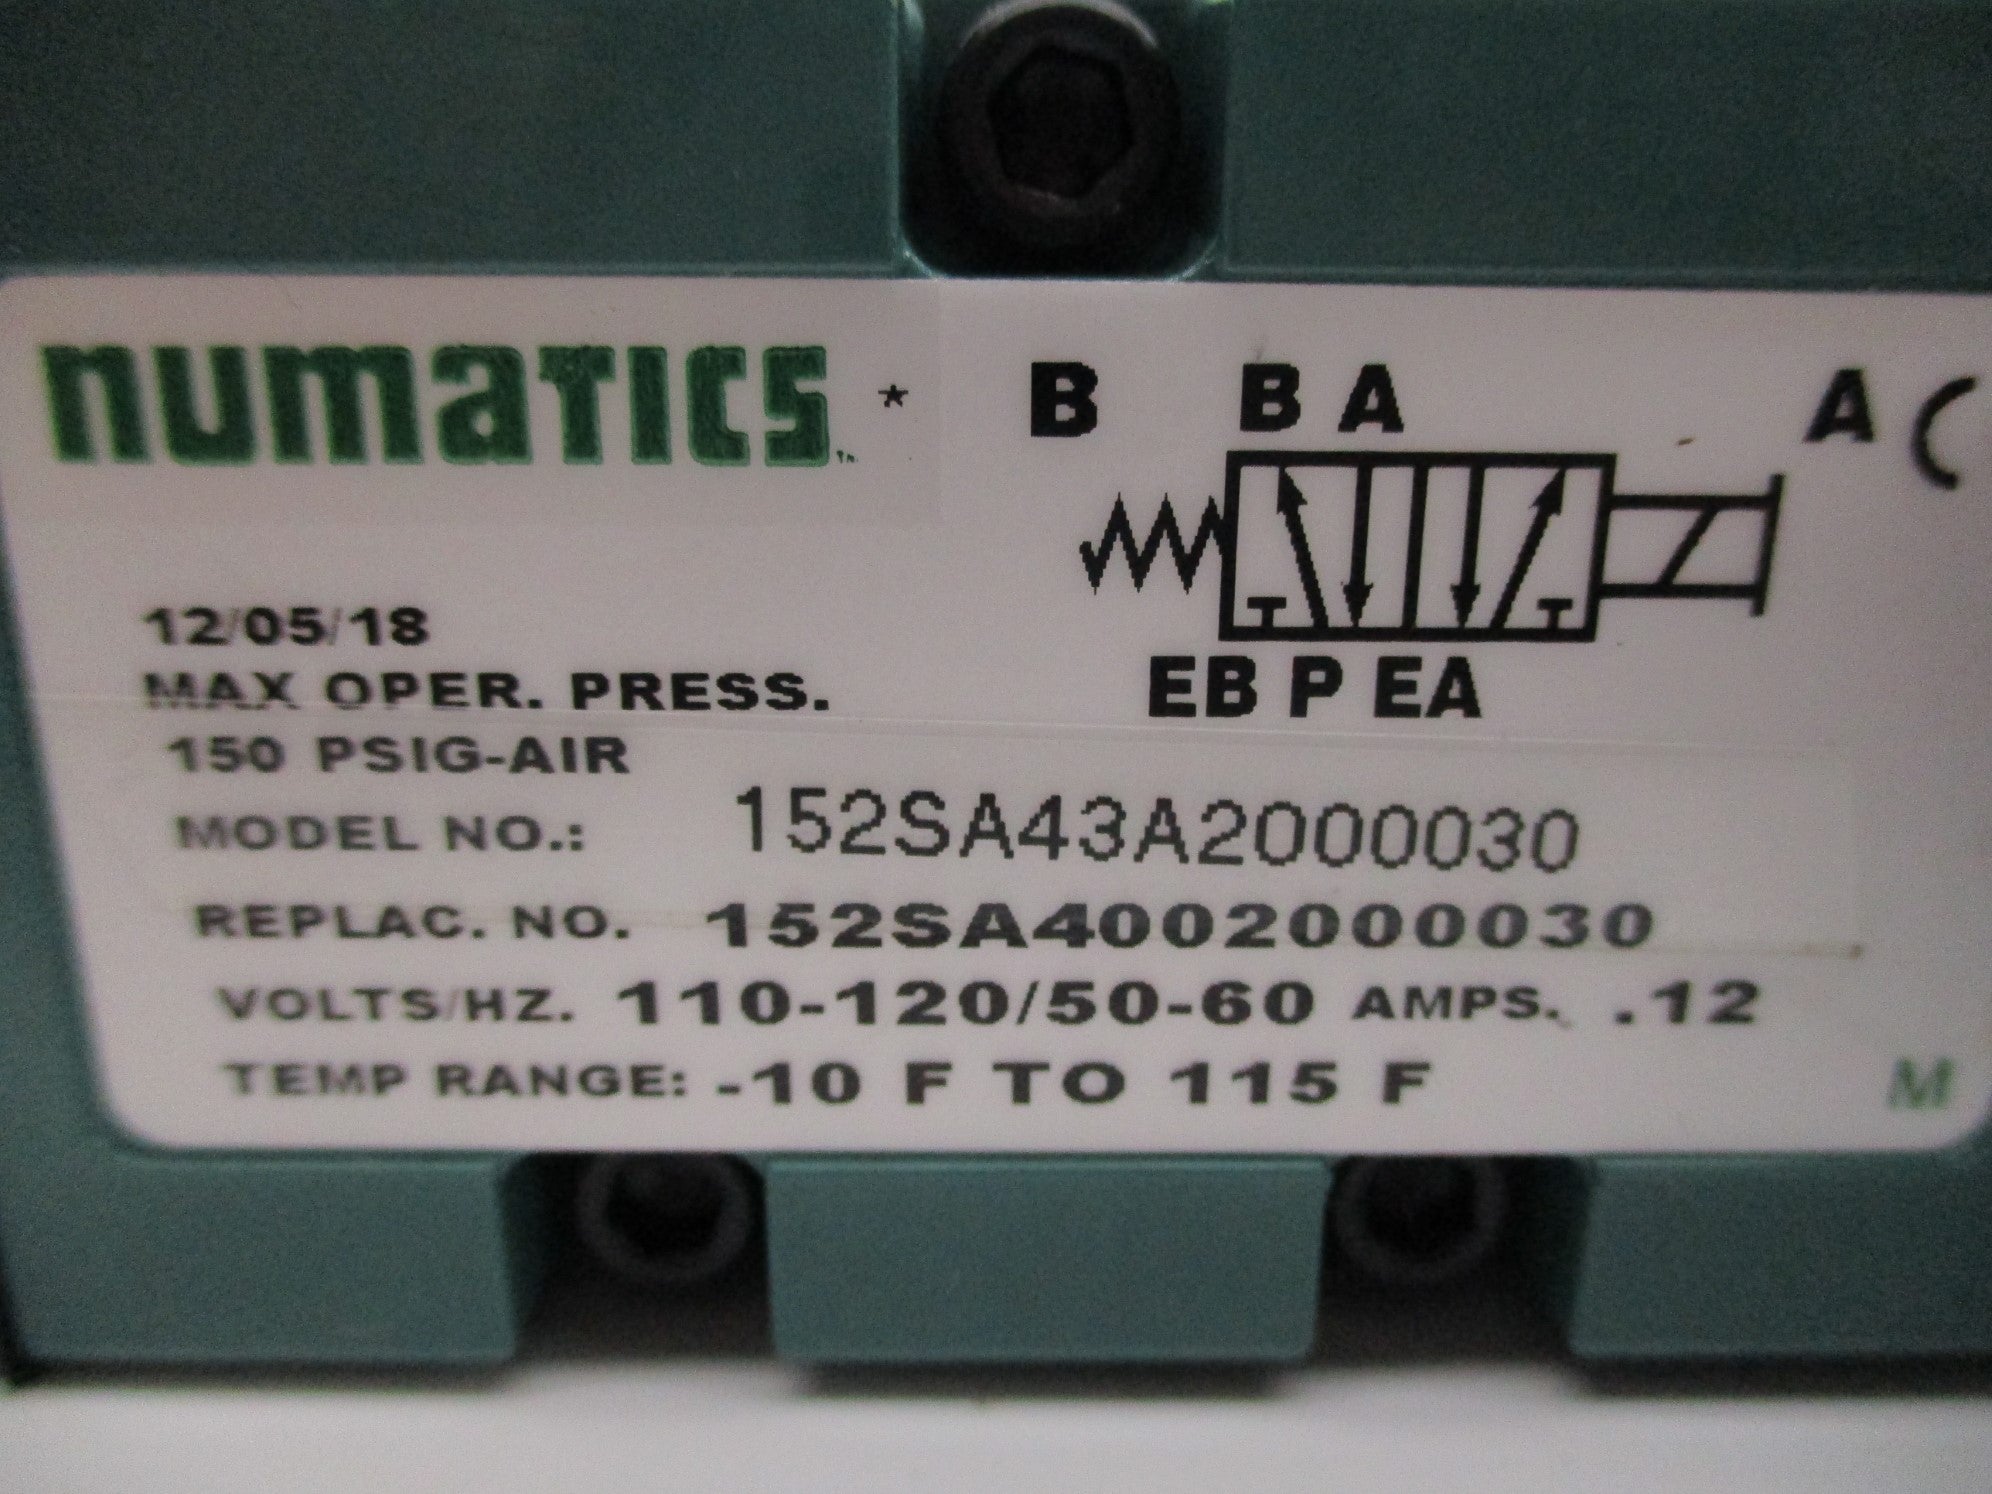 numatics™ *
B B A A
EB P EA
12/05/18
MAX OPER. PRESS.
150 PSIG-AIR
MODEL NO.: 152SA43A2000030
REPLAC. NO. 152SA4002000030
VOLTS/HZ. 110-120/50-60 AMPS. .12
TEMP RANGE: -10 F TO 115 F
M